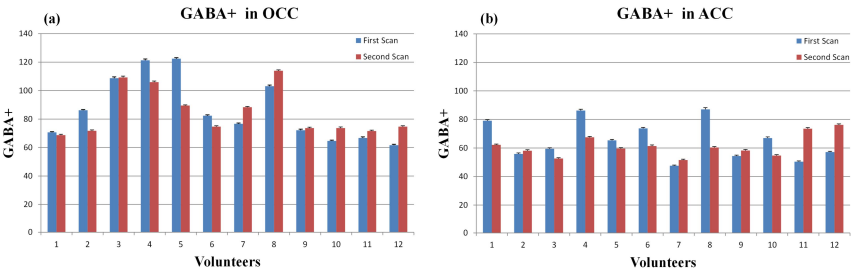 (a) GABA+ in OCC
140
120
100
80
60
40
20
0
GABA+
First Scan
Second Scan
1 2 3 4 5 6 7 8 9 10 11 12
Volunteers
(b) GABA+ in ACC
140
120
100
80
60
40
20
0
GABA+
First Scan
Second Scan
1 2 3 4 5 6 7 8 9 10 11 12
Volunteers